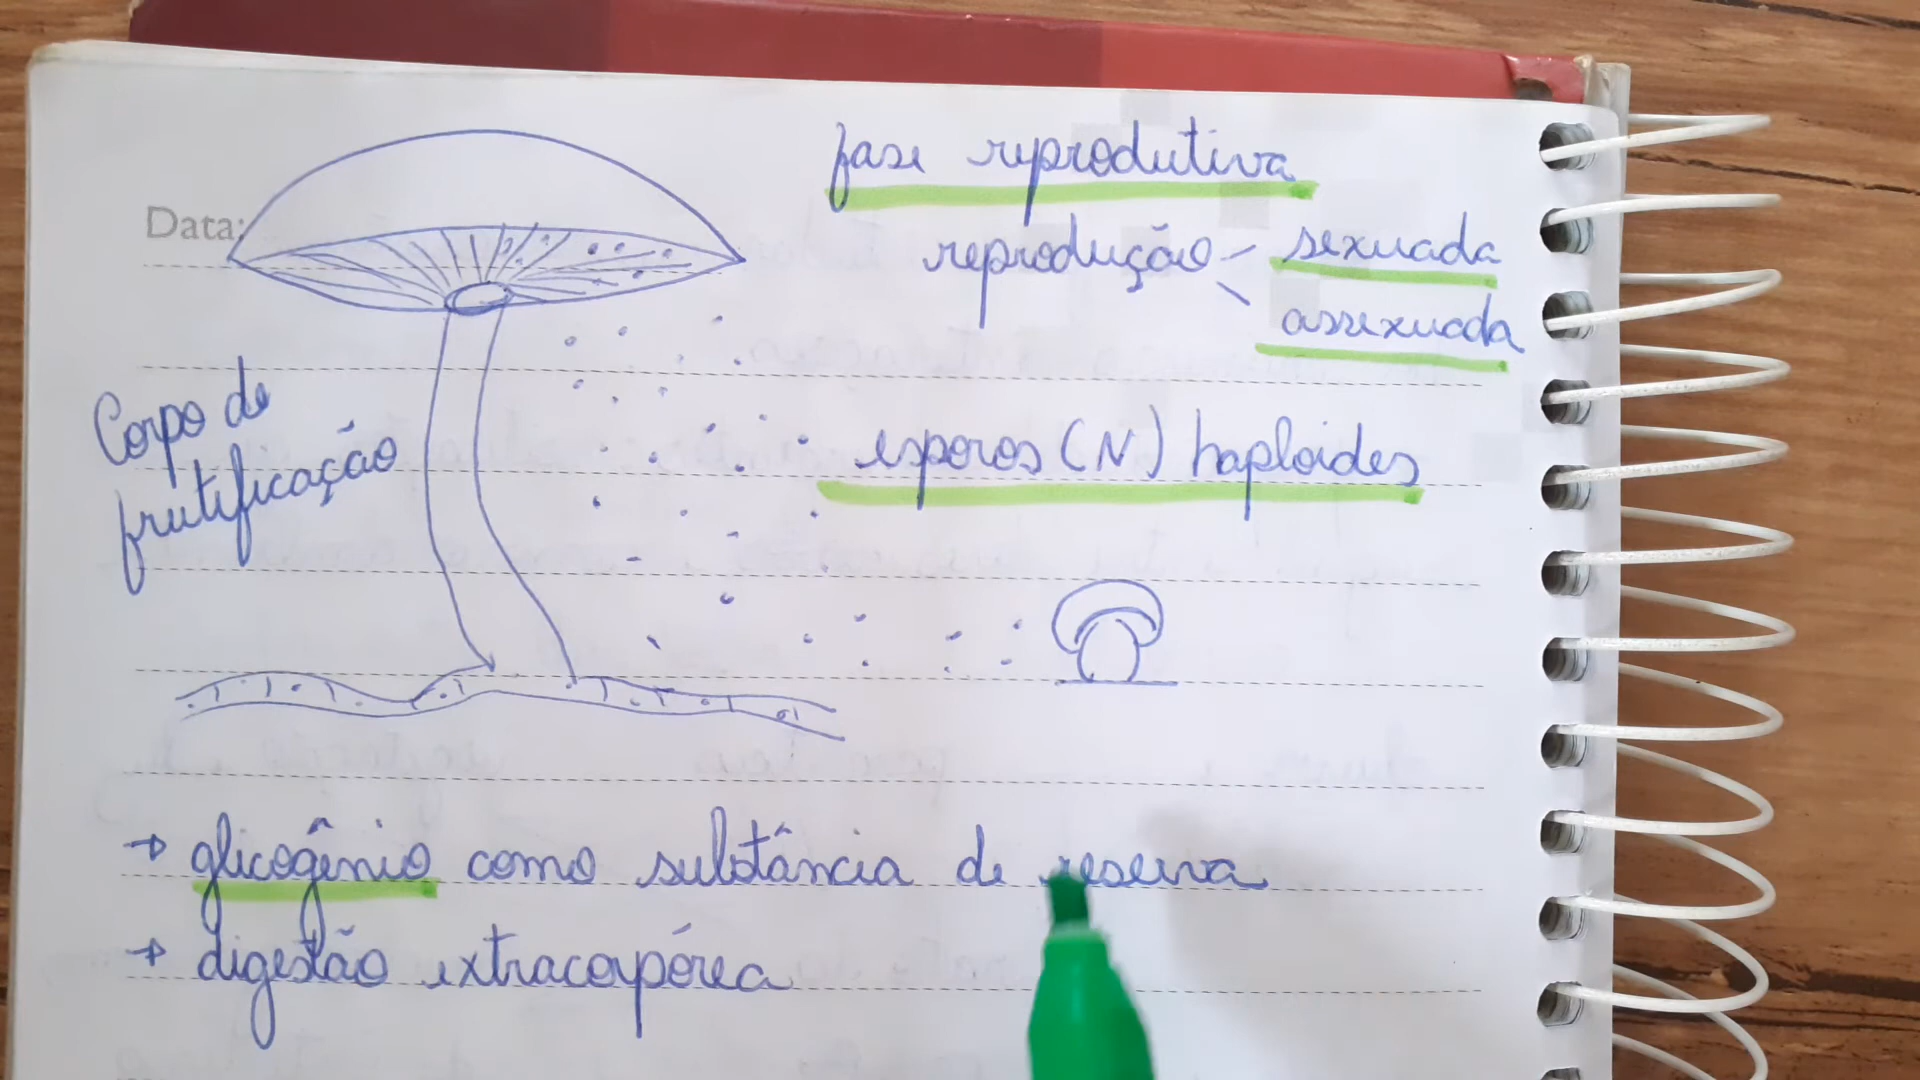 Data:
fase reprodutiva
reprodução
sexuada
assexuada
Corpo de
frutificação
esporos (N) haploides
→ glicogênio como substância de reserva
→ digestão extracorpórea